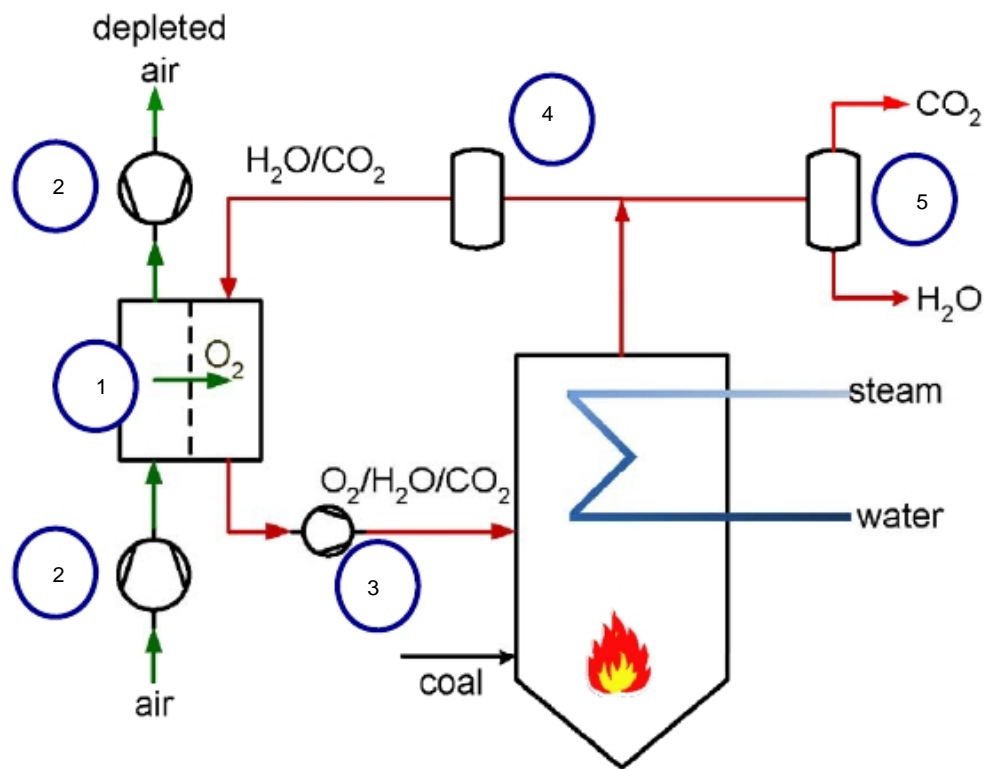 depleted
air
4
CO₂
2
H₂O/CO₂
5
H₂O
O₂
1
steam
O₂/H₂O/CO₂
water
2
3
coal
air